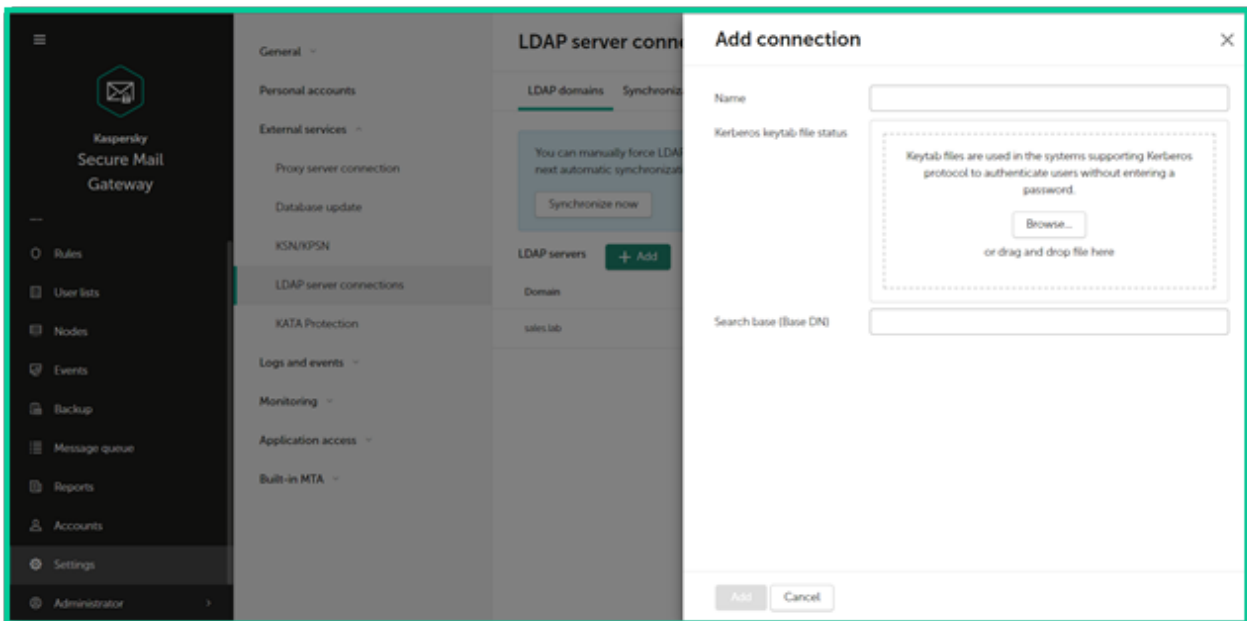 Kaspersky
Secure Mail
Gateway
Rules
User lists
Nodes
Events
Backup
Message queue
Reports
Accounts
Settings
Administrator
General
Personal accounts
External services
Proxy server connection
Database update
KSN/KPSN
LDAP server connections
KATA Protection
Logs and events
Monitoring
Application access
Built-in MTA
LDAP server conne
LDAP domains Synchroniza
You can manually force LDAP
next automatic synchronizati
Synchronize now
LDAP servers + Add
Domain
sales.lab
Add connection
Name
Kerberos keytab file status
Keytab files are used in the systems supporting Kerberos
protocol to authenticate users without entering a
password.
Browse...
or drag and drop file here
Search base (Base DN)
Add Cancel